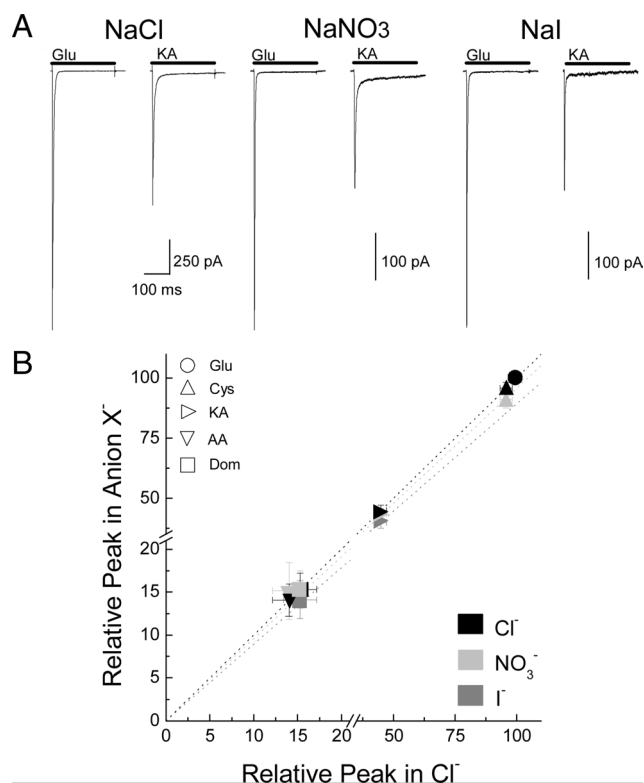 A
NaCl NaNO3 NaI
Glu KA Glu KA Glu KA
250 pA
100 ms
100 pA
100 pA
B
Glu
Cys
KA
AA
Dom
Relative Peak in Anion X⁻
100
75
50
20
15
10
5
0
Cl⁻
NO₃⁻
I⁻
0 5 10 15 20 50 75 100
Relative Peak in Cl⁻